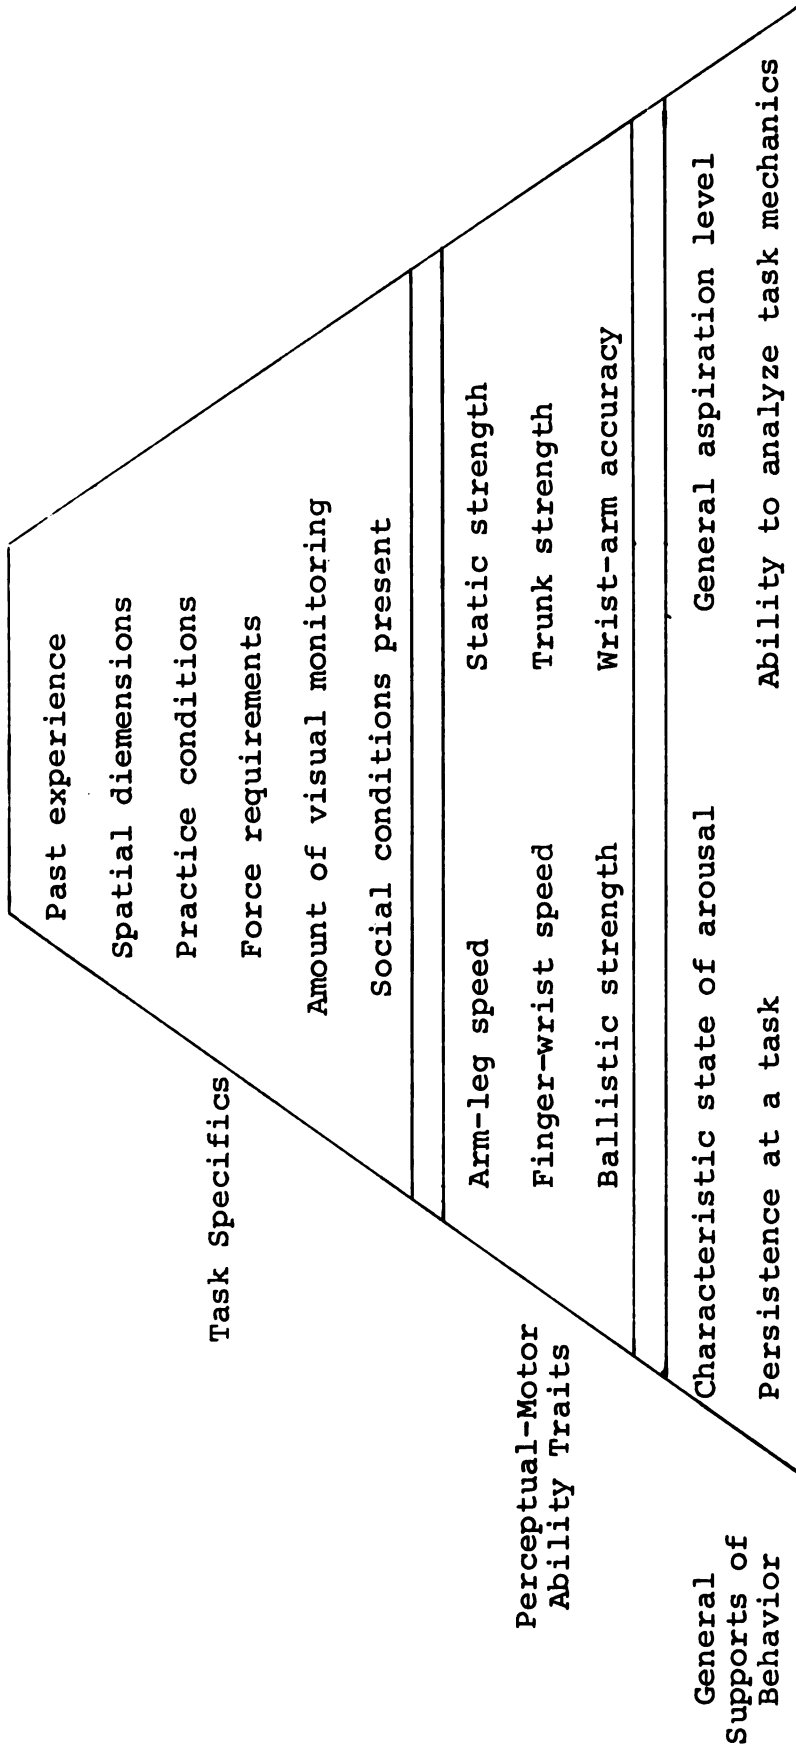 Past experience
Spatial diemensions
Practice conditions
Force requirements
Amount of visual monitoring
Social conditions present
Task Specifics
Arm-leg speed Static strength
Finger-wrist speed Trunk strength
Ballistic strength Wrist-arm accuracy
Perceptual-Motor
Ability Traits
Characteristic state of arousal General aspiration level
Persistence at a task Ability to analyze task mechanics
General
Supports of
Behavior